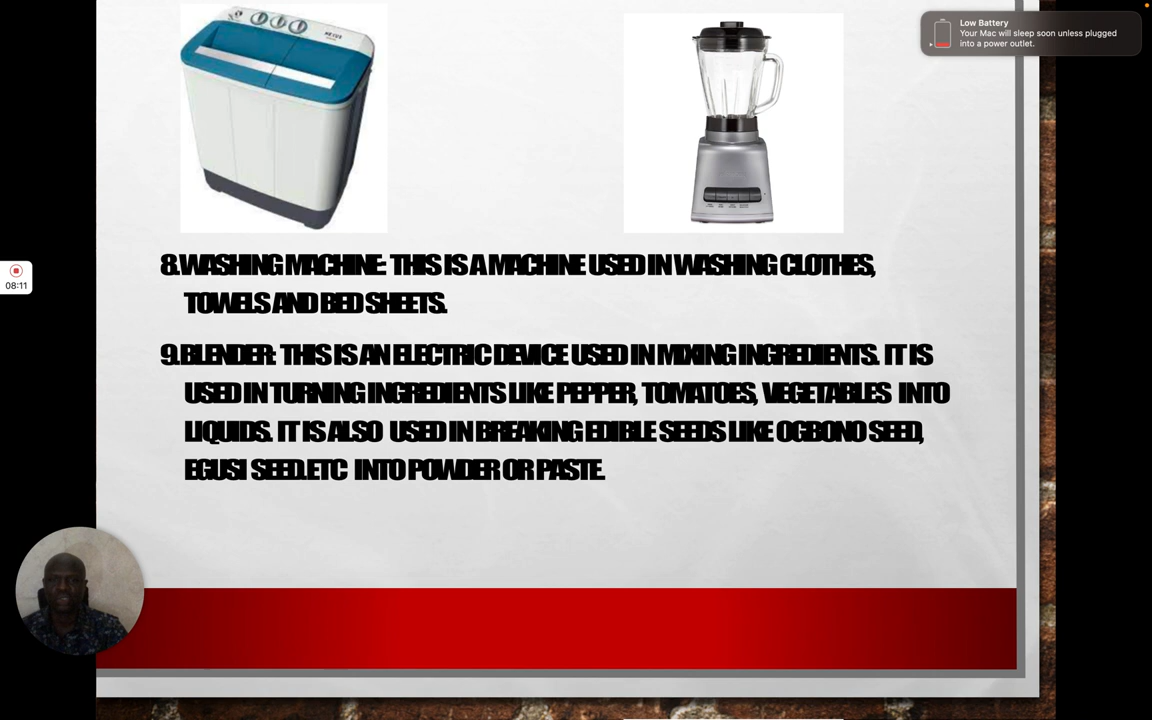 Low Battery
Your Mac will sleep soon unless plugged
into a power outlet.
NEXUS
8.WASHING MACHINE: THIS IS A MACHINE USED IN WASHING CLOTHES,
TOWELS AND BED SHEETS.
08:11
9.BLENDER: THIS IS AN ELECTRIC DEVICE USED IN MIXING INGREDIENTS. IT IS
USED IN TURNING INGREDIENTS LIKE PEPPER, TOMATOES, VEGETABLES INTO
LIQUIDS. IT IS ALSO USED IN BREAKING EDIBLE SEEDS LIKE OGBONO SEED,
EGUSI SEED.ETC INTO POWDER OR PASTE.